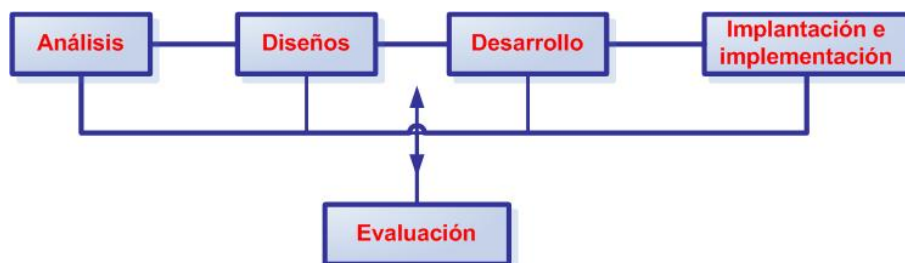 Análisis
Diseños
Desarrollo
Implantación e
implementación
Evaluación